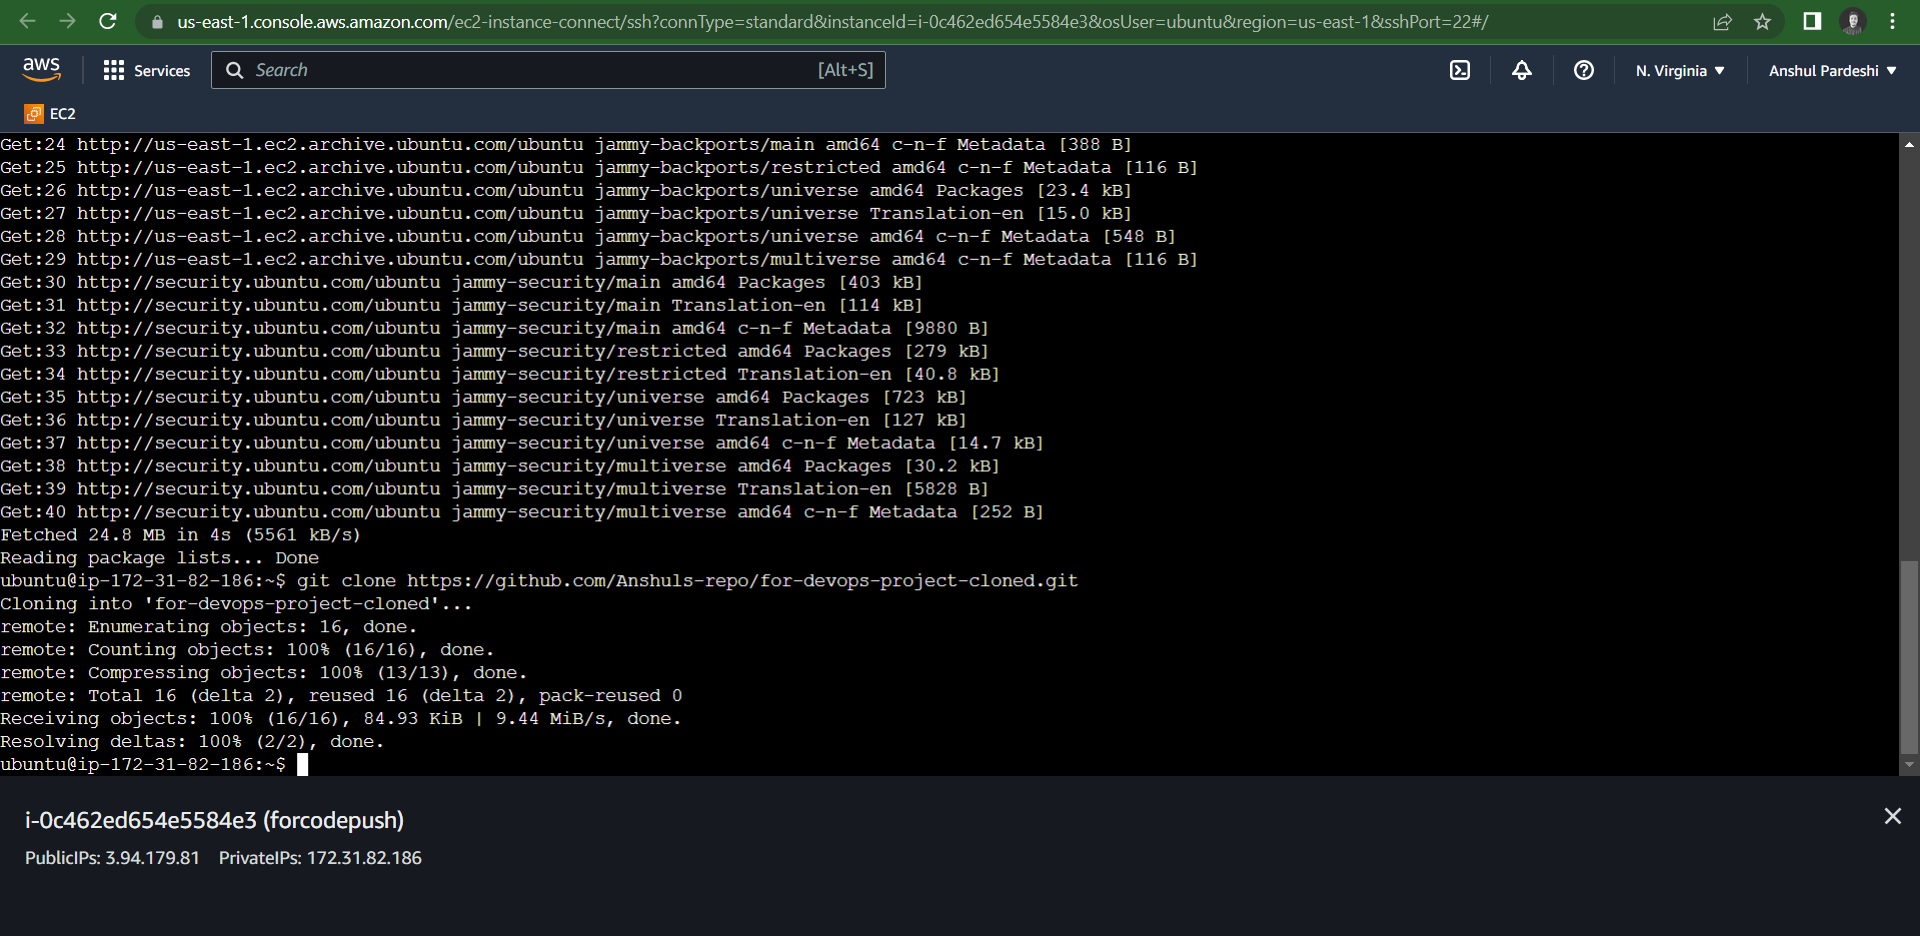 us-east-1.console.aws.amazon.com/ec2-instance-connect/ssh?connType=standard&instanceId=i-0c462ed654e5584e3&osUser=ubuntu&region=us-east-1&sshPort=22#/
aws Services Search [Alt+S] N. Virginia Anshul Pardeshi
EC2
Get:24 http://us-east-1.ec2.archive.ubuntu.com/ubuntu jammy-backports/main amd64 c-n-f Metadata [388 B]
Get:25 http://us-east-1.ec2.archive.ubuntu.com/ubuntu jammy-backports/restricted amd64 c-n-f Metadata [116 B]
Get:26 http://us-east-1.ec2.archive.ubuntu.com/ubuntu jammy-backports/universe amd64 Packages [23.4 kB]
Get:27 http://us-east-1.ec2.archive.ubuntu.com/ubuntu jammy-backports/universe Translation-en [15.0 kB]
Get:28 http://us-east-1.ec2.archive.ubuntu.com/ubuntu jammy-backports/universe amd64 c-n-f Metadata [548 B]
Get:29 http://us-east-1.ec2.archive.ubuntu.com/ubuntu jammy-backports/multiverse amd64 c-n-f Metadata [116 B]
Get:30 http://security.ubuntu.com/ubuntu jammy-security/main amd64 Packages [403 kB]
Get:31 http://security.ubuntu.com/ubuntu jammy-security/main Translation-en [114 kB]
Get:32 http://security.ubuntu.com/ubuntu jammy-security/main amd64 c-n-f Metadata [9880 B]
Get:33 http://security.ubuntu.com/ubuntu jammy-security/restricted amd64 Packages [279 kB]
Get:34 http://security.ubuntu.com/ubuntu jammy-security/restricted Translation-en [40.8 kB]
Get:35 http://security.ubuntu.com/ubuntu jammy-security/universe amd64 Packages [723 kB]
Get:36 http://security.ubuntu.com/ubuntu jammy-security/universe Translation-en [127 kB]
Get:37 http://security.ubuntu.com/ubuntu jammy-security/universe amd64 c-n-f Metadata [14.7 kB]
Get:38 http://security.ubuntu.com/ubuntu jammy-security/multiverse amd64 Packages [30.2 kB]
Get:39 http://security.ubuntu.com/ubuntu jammy-security/multiverse Translation-en [5828 B]
Get:40 http://security.ubuntu.com/ubuntu jammy-security/multiverse amd64 c-n-f Metadata [252 B]
Fetched 24.8 MB in 4s (5561 kB/s)
Reading package lists... Done
ubuntu@ip-172-31-82-186:~$ git clone https://github.com/Anshuls-repo/for-devops-project-cloned.git
Cloning into 'for-devops-project-cloned'...
remote: Enumerating objects: 16, done.
remote: Counting objects: 100% (16/16), done.
remote: Compressing objects: 100% (13/13), done.
remote: Total 16 (delta 2), reused 16 (delta 2), pack-reused 0
Receiving objects: 100% (16/16), 84.93 KiB | 9.44 MiB/s, done.
Resolving deltas: 100% (2/2), done.
ubuntu@ip-172-31-82-186:~$
i-0c462ed654e5584e3 (forcodepush)
PublicIPs: 3.94.179.81 PrivateIPs: 172.31.82.186